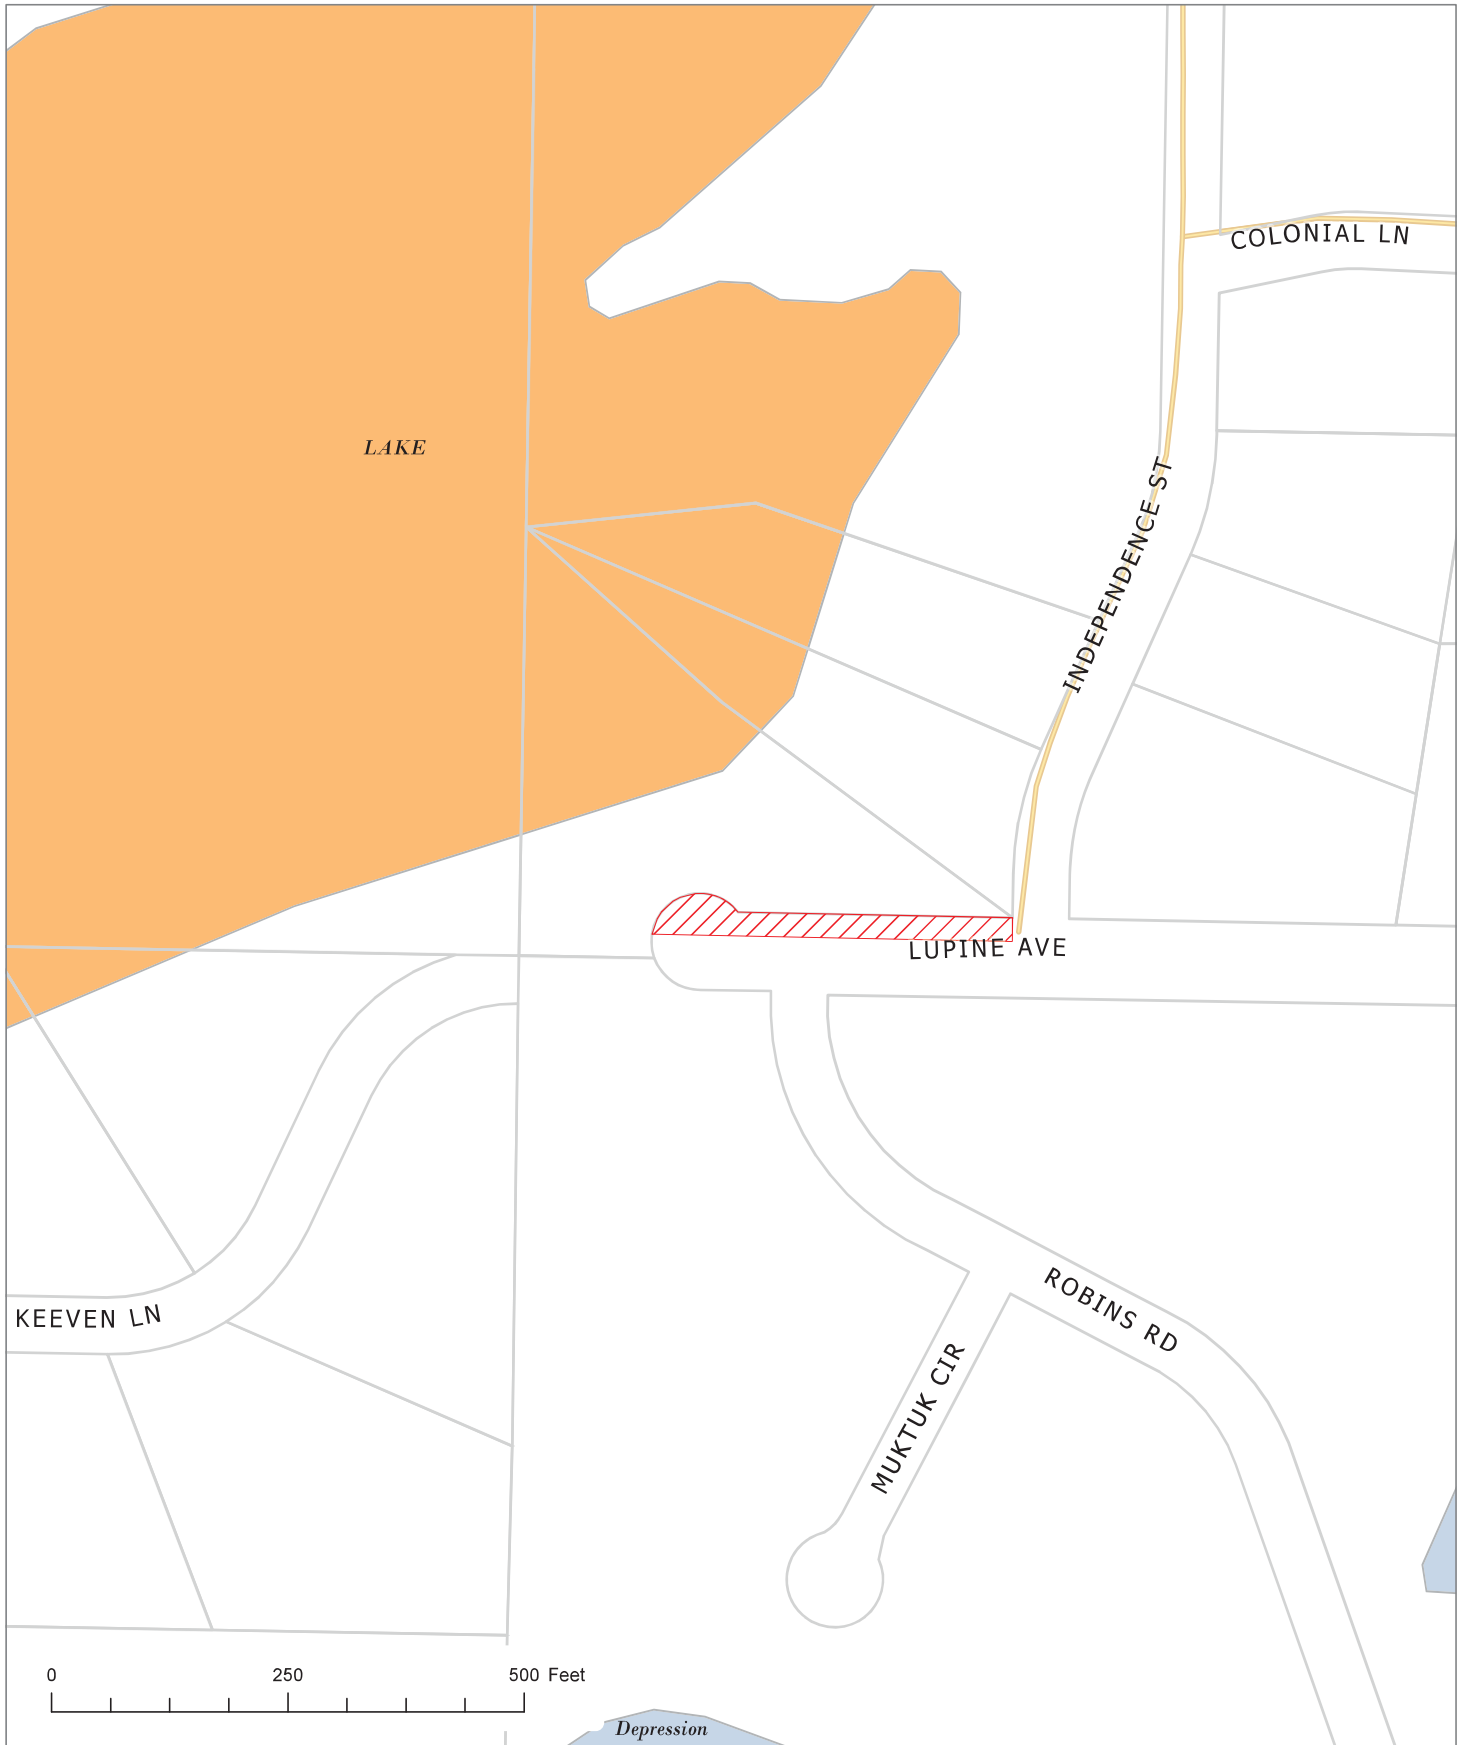 COLONIAL LN
LAKE
INDEPENDENCE ST
LUPINE AVE
KEEVEN LN
ROBINS RD
MUKTUK CIR
0 250 500 Feet
Depression